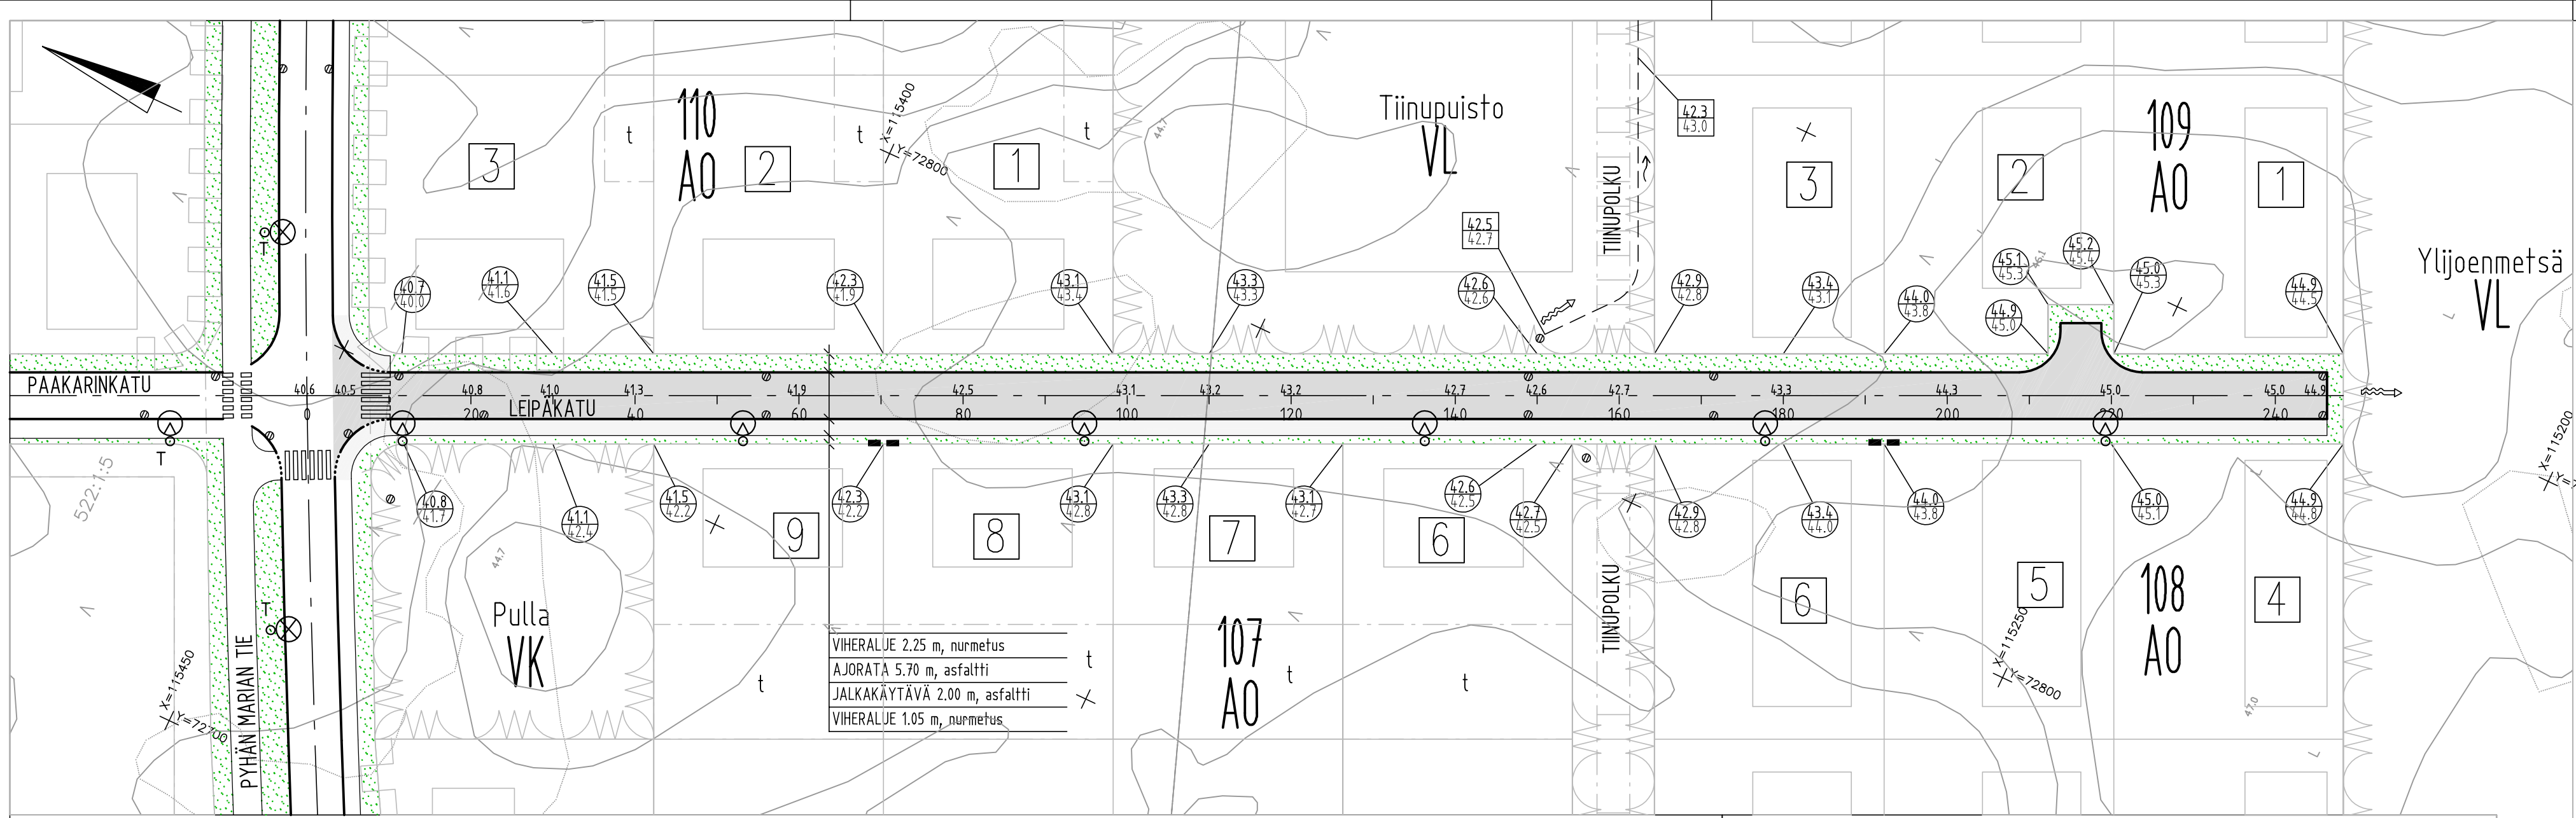 110
AO
3
2
1
t
t
t
X=115400
Y=72800
44.7
Tiinupuisto
VL
TIINUPOLKU
42.3
43.0
109
AO
3
2
1
Ylijoenmetsä
VL
42.5
42.7
T
40.7
40.0
41.1
41.6
41.5
41.5
42.3
41.9
43.1
43.4
43.3
43.3
42.6
42.6
42.9
42.8
43.4
43.1
44.0
43.8
44.9
45.0
45.1
45.3
46.1
45.2
45.4
45.0
45.3
44.9
44.5
PAAKARINKATU
LEIPÄKATU
40.6 40.5 40.8 41.0 41.3 41.9 42.5 43.1 43.2 43.2 42.7 42.6 42.7 43.3 44.3 45.0 45.0 44.9
0 20 40 60 80 100 120 140 160 180 200 220 240
T
522:1:5
40.8
41.7
41.1
42.4
41.5
42.2
42.3
42.2
43.1
42.8
43.3
42.8
43.1
42.7
42.6
42.5
42.7
42.5
42.9
42.8
43.4
44.0
44.0
43.8
45.0
45.1
44.9
44.8
X=115200
9
8
7
6
6
5
4
44.7
Pulla
VK
T
PYHÄN MARIAN TIE
TIINUPOLKU
107
AO
108
AO
X=115250
Y=72800
47.0
X=115450
Y=72700
VIHERALUE 2.25 m, nurmetus
AJORATA 5.70 m, asfaltti
JALKAKÄYTÄVÄ 2.00 m, asfaltti
VIHERALUE 1.05 m, nurmetus
t
t
t
t